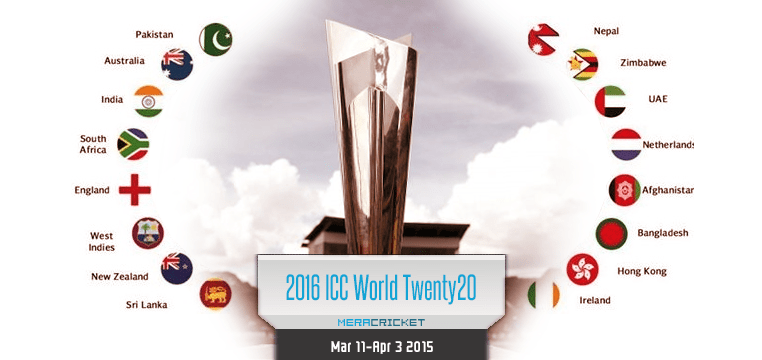 Pakistan
Australia
India
South
Africa
England
West
Indies
New Zealand
Sri Lanka
Nepal
Zimbabwe
UAE
Netherlands
Afghanistan
Bangladesh
Hong Kong
Ireland
2016 ICC World Twenty20
MERACRICKET
Mar 11-Apr 3 2015